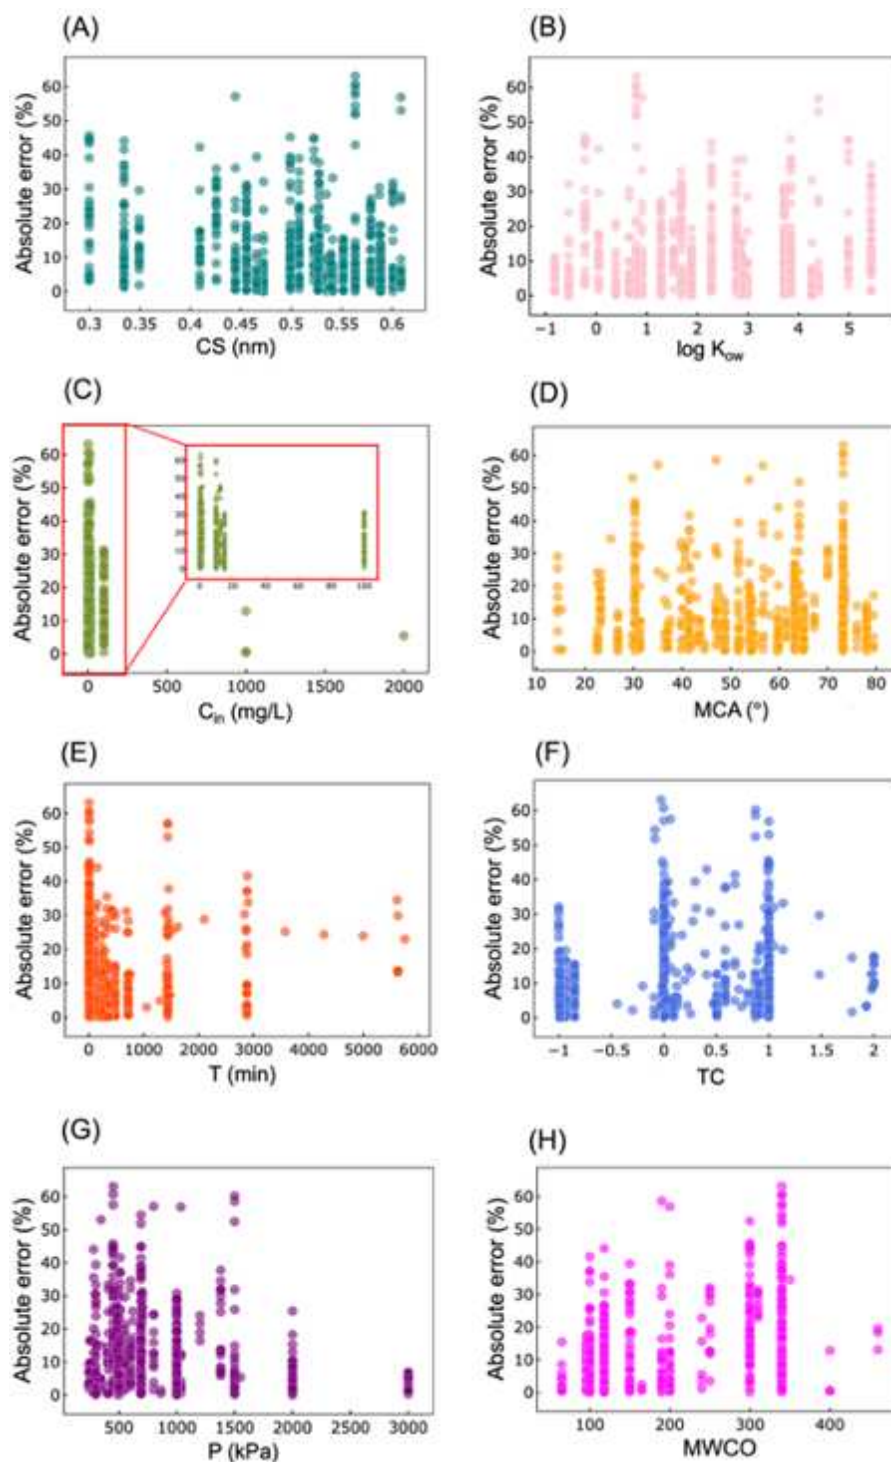 (A)
Absolute error (%)
60
50
40
30
20
10
0
0.3 0.35 0.4 0.45 0.5 0.55 0.6
CS (nm)
(B)
Absolute error (%)
60
50
40
30
20
10
0
−1 0 1 2 3 4 5
log Kow
(C)
Absolute error (%)
60
50
40
30
20
10
0
0 20 40 60 80 100
0 500 1000 1500 2000
Cin (mg/L)
(D)
Absolute error (%)
60
50
40
30
20
10
0
10 20 30 40 50 60 70 80
MCA (°)
(E)
Absolute error (%)
60
50
40
30
20
10
0
0 1000 2000 3000 4000 5000 6000
T (min)
(F)
Absolute error (%)
60
50
40
30
20
10
0
−1 −0.5 0 0.5 1 1.5 2
TC
(G)
Absolute error (%)
60
50
40
30
20
10
0
500 1000 1500 2000 2500 3000
P (kPa)
(H)
Absolute error (%)
60
50
40
30
20
10
0
100 200 300 400
MWCO